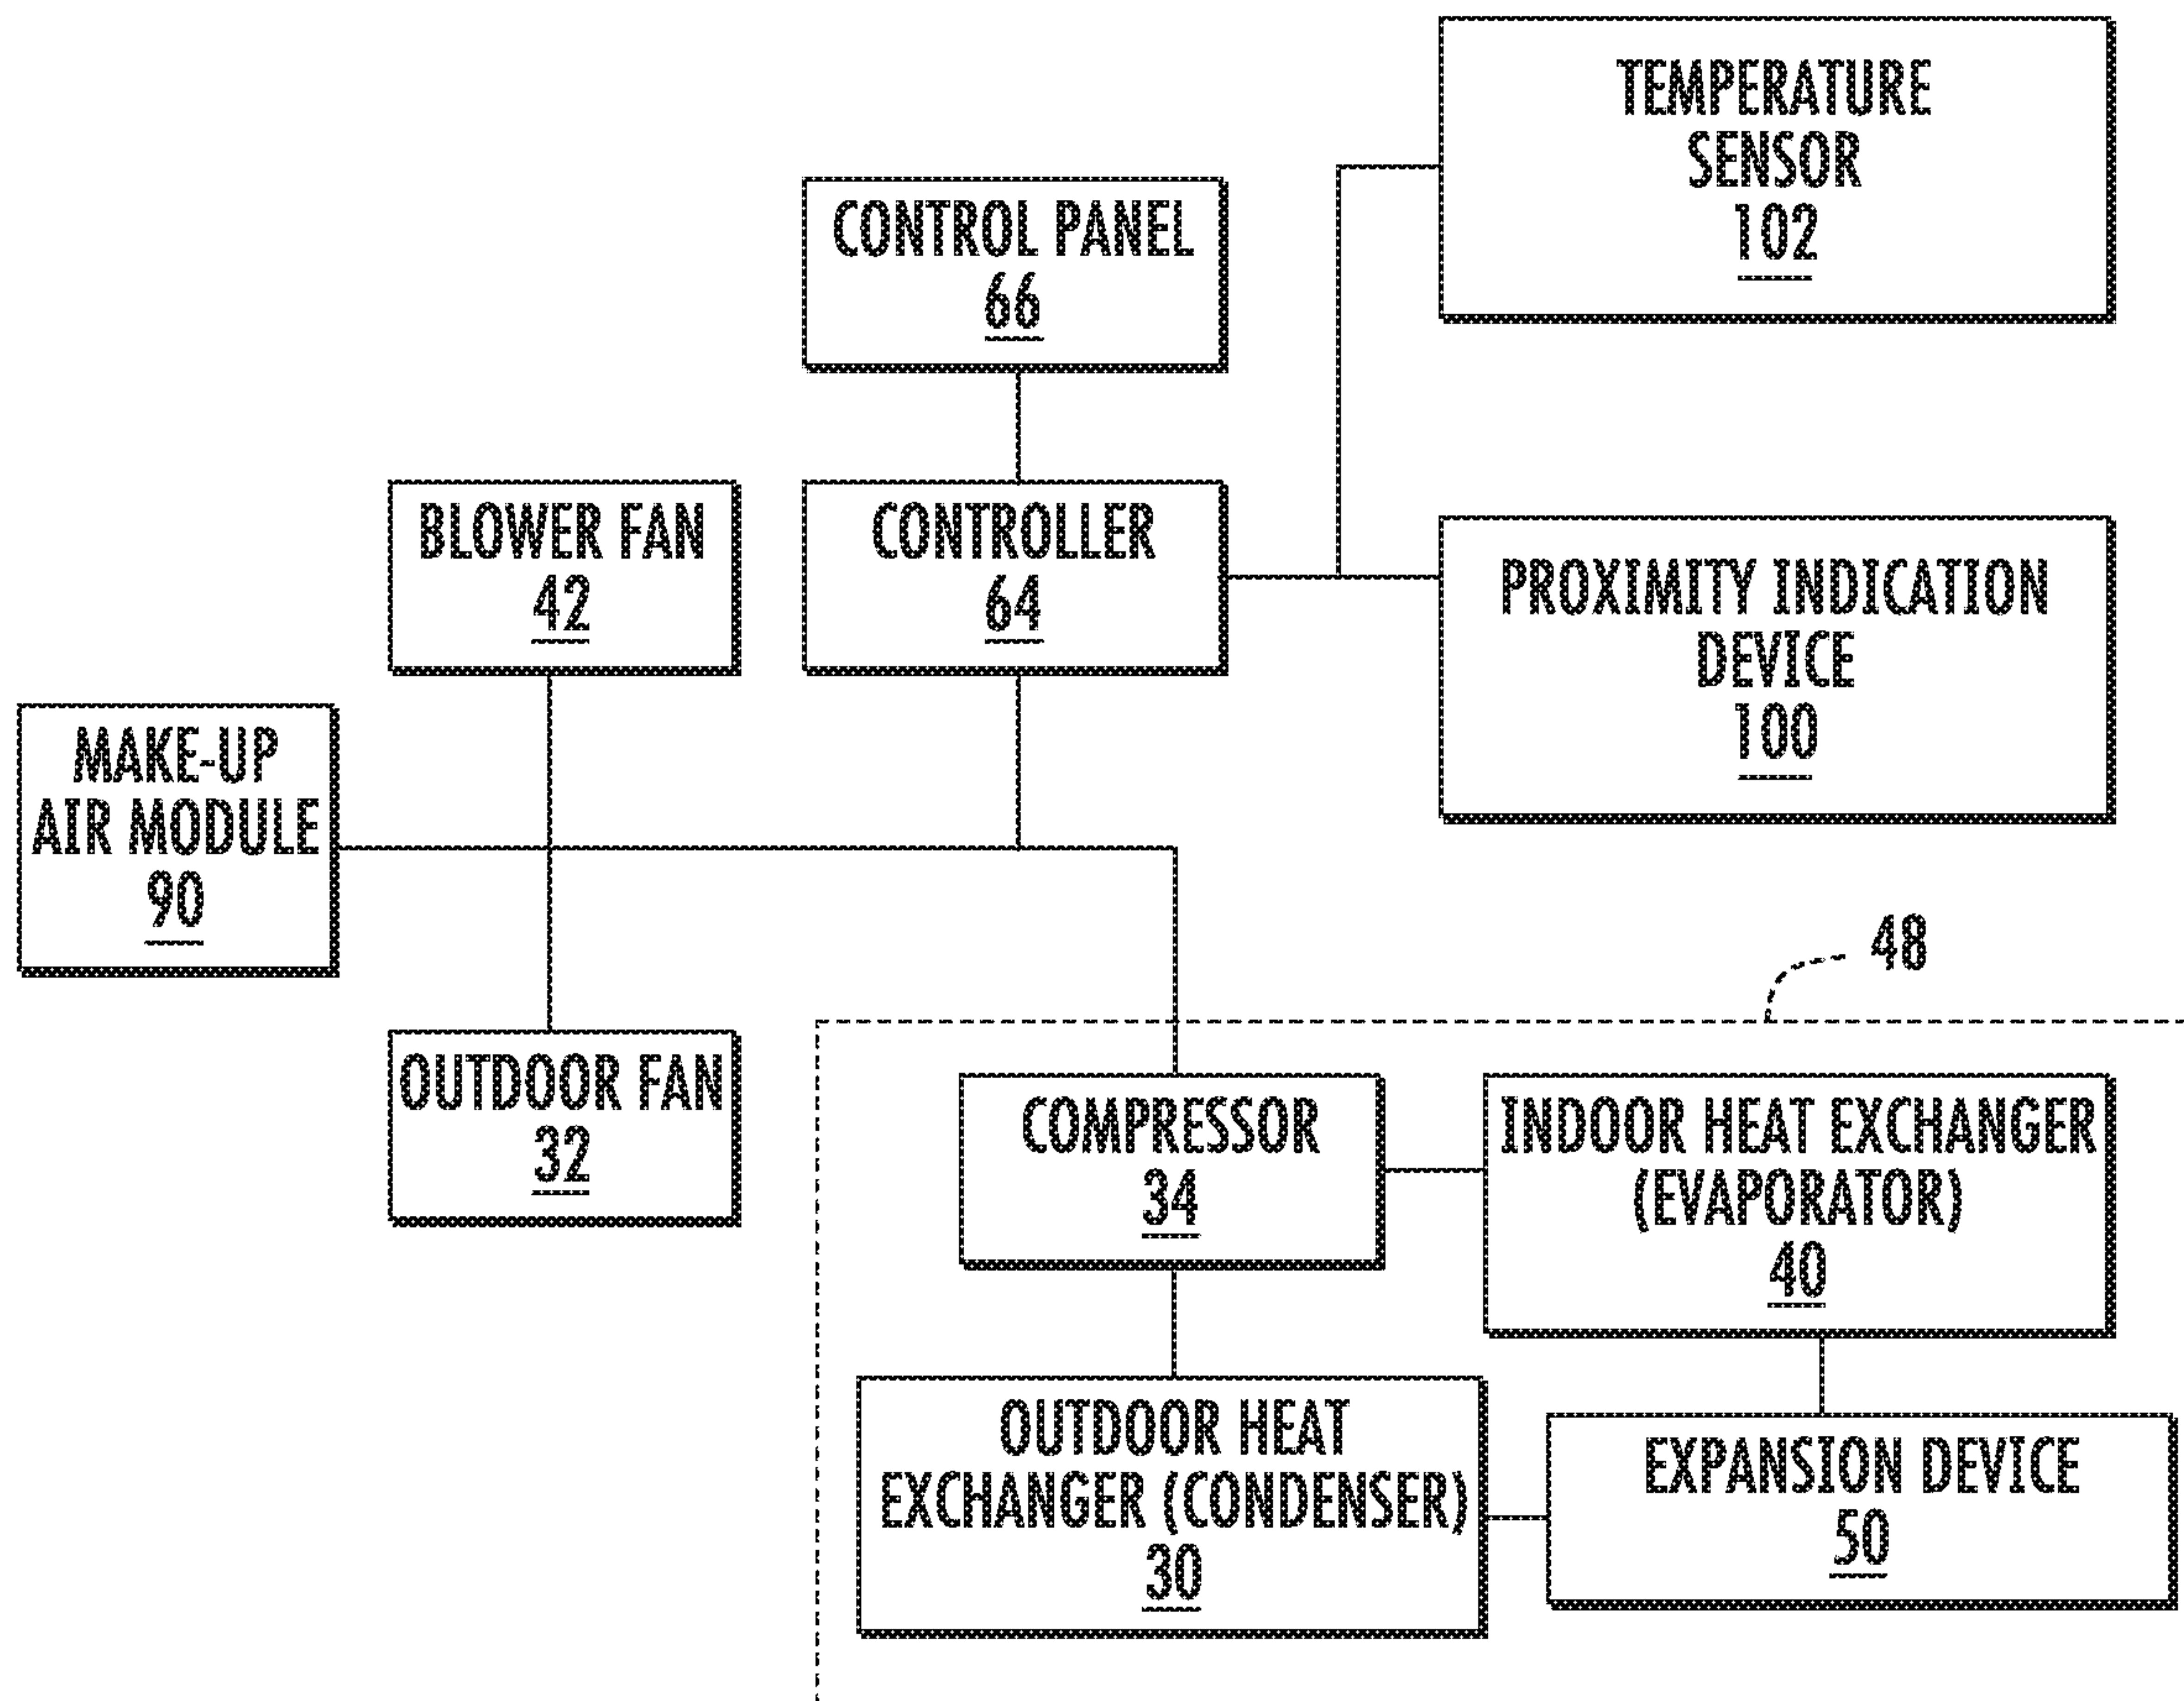 TEMPERATURE
SENSOR
102
CONTROL PANEL
66
BLOWER FAN
42
CONTROLLER
64
PROXIMITY INDICATION
DEVICE
100
MAKE-UP
AIR MODULE
90
48
OUTDOOR FAN
32
COMPRESSOR
34
INDOOR HEAT EXCHANGER
(EVAPORATOR)
40
OUTDOOR HEAT
EXCHANGER (CONDENSER)
30
EXPANSION DEVICE
50